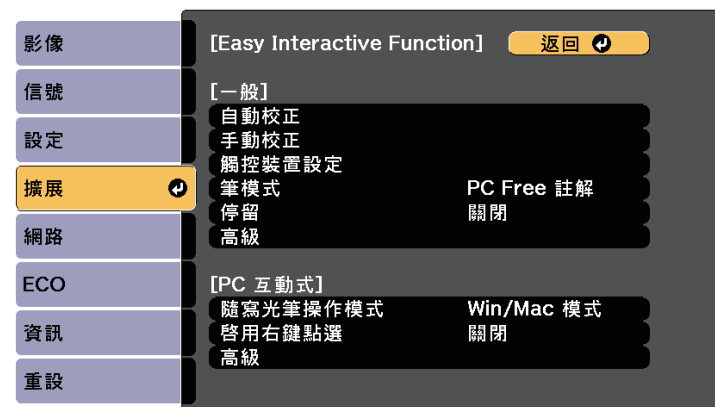 影像
信號
設定
擴展
網路
ECO
資訊
重設
[Easy Interactive Function] 返回
[一般]
自動校正
手動校正
觸控裝置設定
筆模式 PC Free 註解
停留 關閉
高級
[PC 互動式]
隨寫光筆操作模式 Win/Mac 模式
啓用右鍵點選 關閉
高級